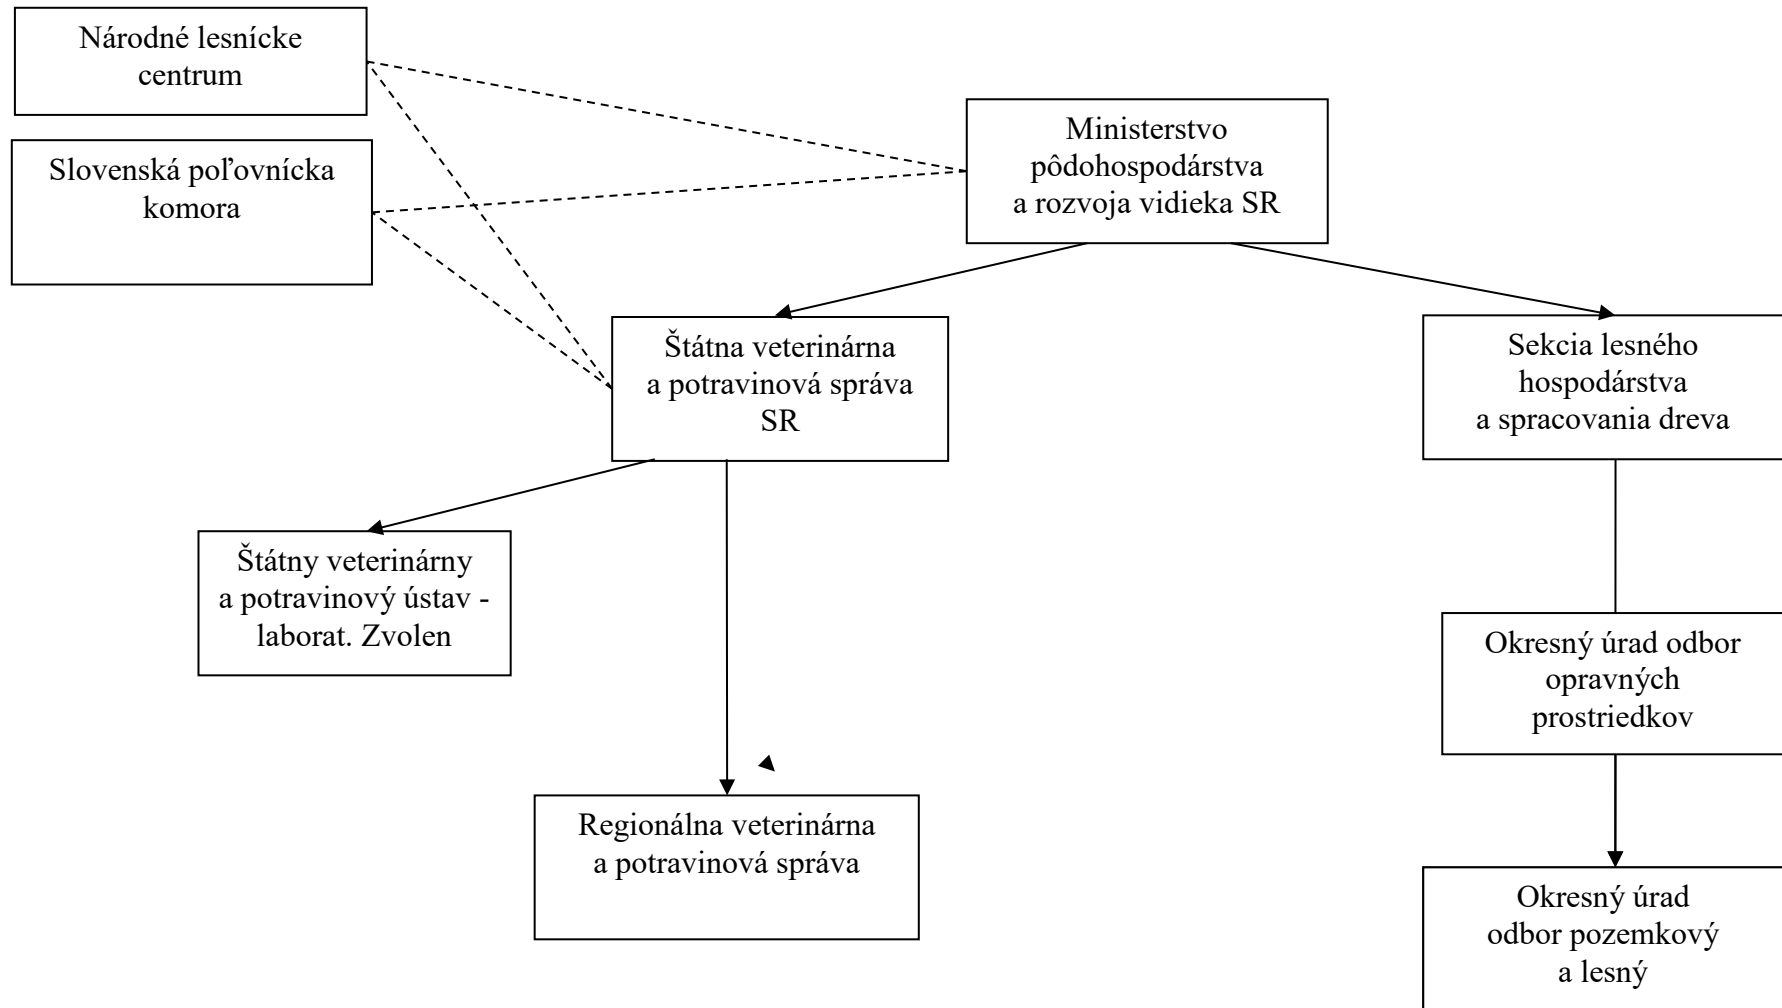 Národné lesnícke
centrum
Slovenská poľovnícka
komora
Ministerstvo
pôdohospodárstva
a rozvoja vidieka SR
Štátna veterinárna
a potravinová správa
SR
Sekcia lesného
hospodárstva
a spracovania dreva
Štátny veterinárny
a potravinový ústav -
laborat. Zvolen
Okresný úrad odbor
opravných
prostriedkov
Regionálna veterinárna
a potravinová správa
Okresný úrad
odbor pozemkový
a lesný